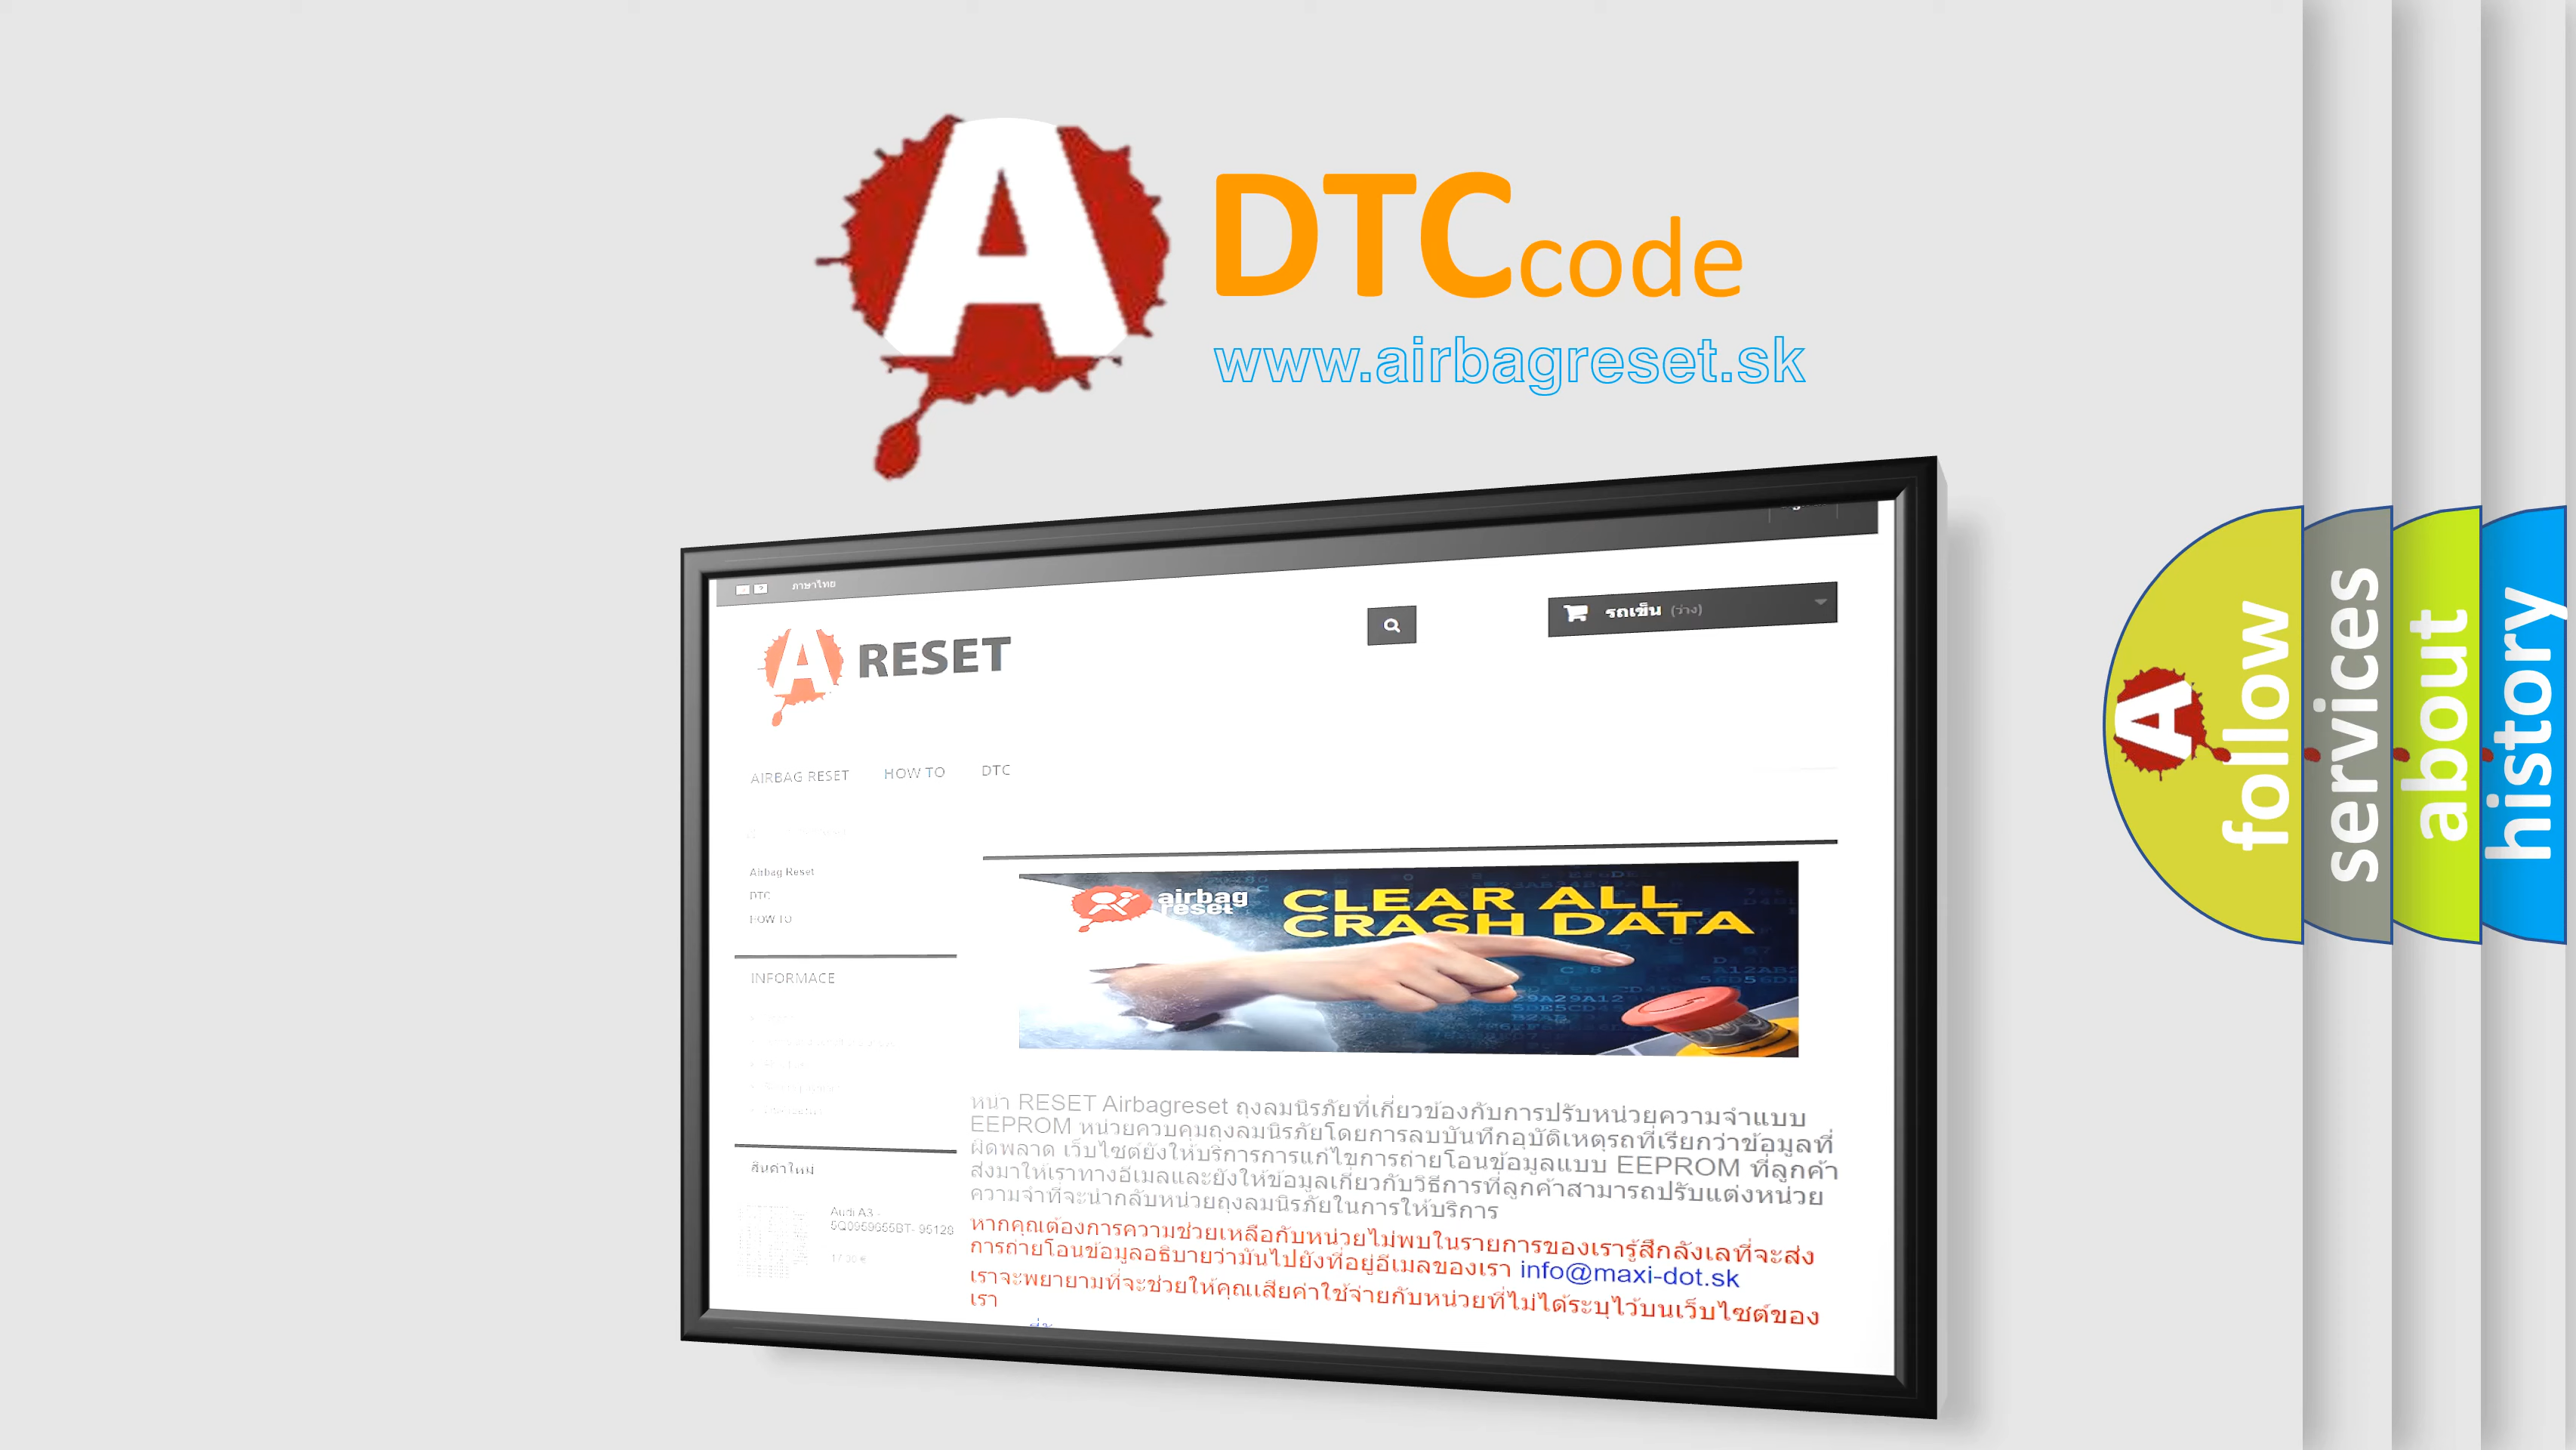 A
DTC code
www.airbagreset.sk
ภาษาไทย
A RESET
รถเข็น (ว่าง)
AIRBAG RESET HOW TO DTC
Airbag Reset
DTC
HOW TO
INFORMACE
สินค้าใหม่
Audi A3 -
5Q0959655BT- 95128
17.00 €
airbag
reset
CLEAR ALL
CRASH DATA
หน้า RESET Airbagreset ถุงลมนิรภัยที่เกี่ยวข้องกับการปรับหน่วยความจำแบบ
EEPROM หน่วยควบคุมถุงลมนิรภัยโดยการลบบันทึกอุบัติเหตุรถที่เรียกว่าข้อมูลที่
ผิดพลาด เว็บไซต์ยังให้บริการการแก้ไขการถ่ายโอนข้อมูลแบบ EEPROM ที่ลูกค้า
ส่งมาให้เราทางอีเมลและยังให้ข้อมูลเกี่ยวกับวิธีการที่ลูกค้าสามารถปรับแต่งหน่วย
ความจำที่จะนำกลับหน่วยถุงลมนิรภัยในการให้บริการ
หากคุณต้องการความช่วยเหลือกับหน่วยไม่พบในรายการของเรารู้สึกลังเลที่จะส่ง
การถ่ายโอนข้อมูลอธิบายว่ามันไปยังที่อยู่อีเมลของเรา info@maxi-dot.sk
เราจะพยายามที่จะช่วยให้คุณเสียค่าใช้จ่ายกับหน่วยที่ไม่ได้ระบุไว้บนเว็บไซต์ของ
เรา
A follow
services
about
history